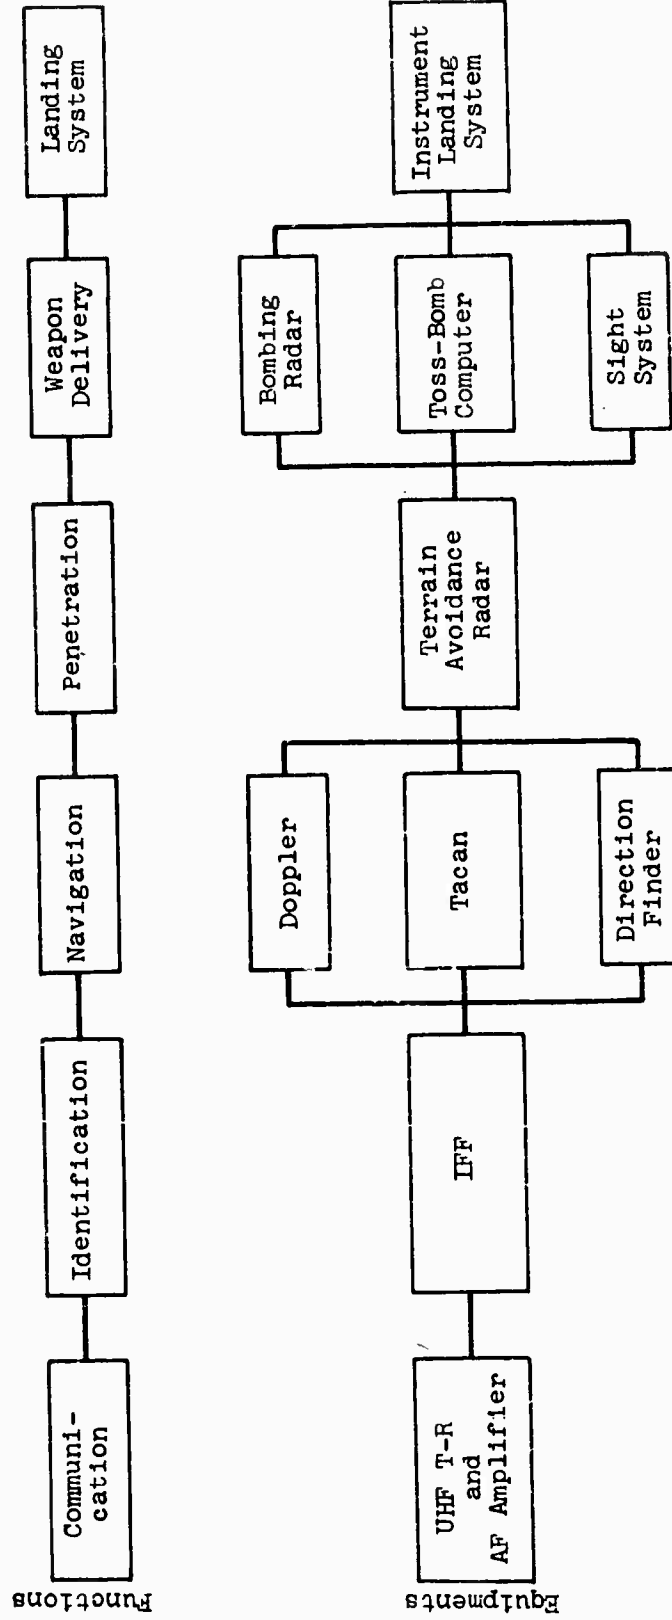 Functions
Communi-
cation
Identification
Navigation
Penetration
Weapon
Delivery
Landing
System
Equipments
UHF T-R
and
AF Amplifier
IFF
Doppler
Tacan
Direction
Finder
Terrain
Avoidance
Radar
Bombing
Radar
Toss-Bomb
Computer
Sight
System
Instrument
Landing
System